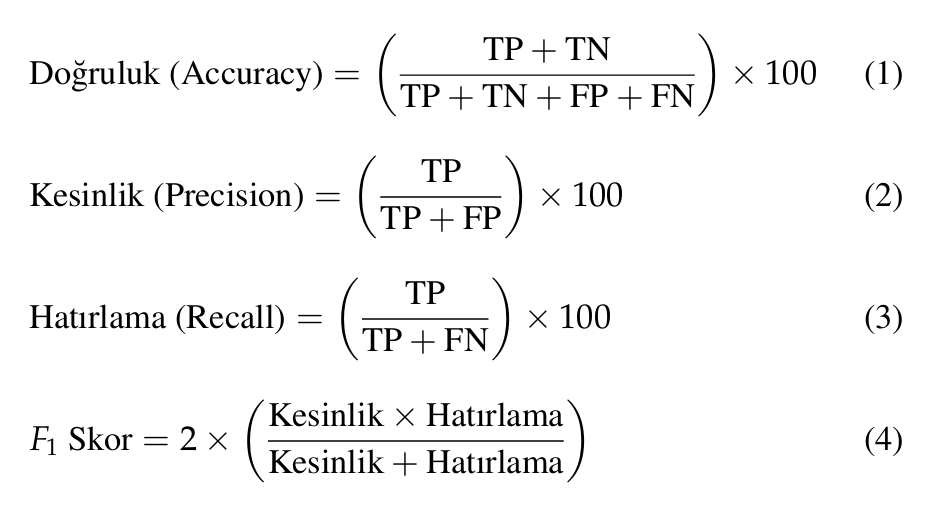 Doğruluk (Accuracy) = ( (TP + TN) / (TP + TN + FP + FN) ) × 100 (1)
Kesinlik (Precision) = ( TP / (TP + FP) ) × 100 (2)
Hatırlama (Recall) = ( TP / (TP + FN) ) × 100 (3)
F₁ Skor = 2 × ( (Kesinlik × Hatırlama) / (Kesinlik + Hatırlama) ) (4)